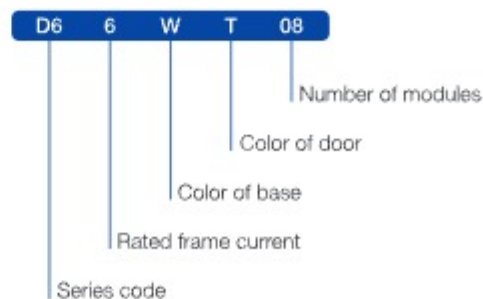 D6 6 W T 08
Number of modules
Color of door
Color of base
Rated frame current
Series code